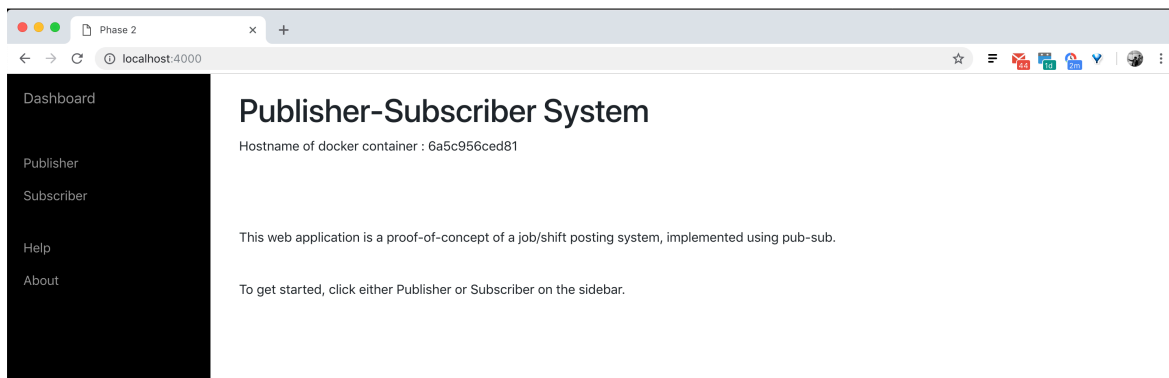 Phase 2
localhost:4000
44
1d
2m
Dashboard
Publisher
Subscriber
Help
About
Publisher-Subscriber System
Hostname of docker container : 6a5c956ced81
This web application is a proof-of-concept of a job/shift posting system, implemented using pub-sub.
To get started, click either Publisher or Subscriber on the sidebar.